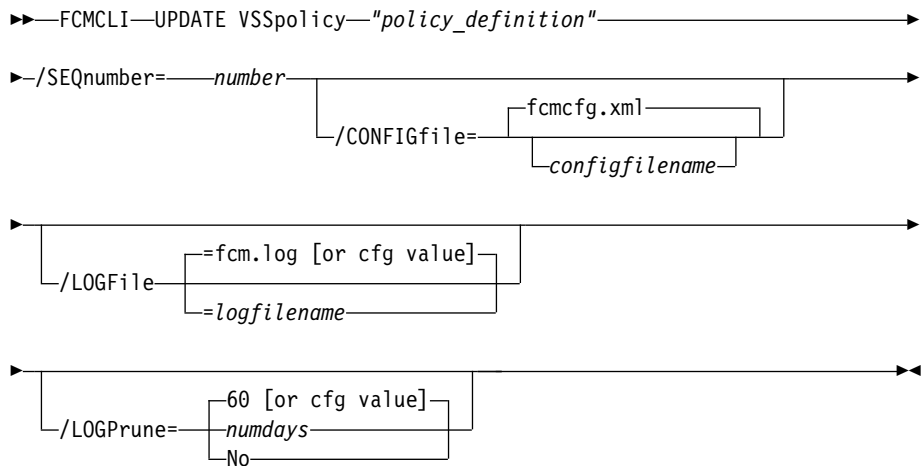 FCMCLI UPDATE VSSpolicy "policy_definition"
/SEQnumber= number
fcmcfg.xml
/CONFIGfile=
configfilename
=fcm.log [or cfg value]
/LOGFile
=logfilename
60 [or cfg value]
/LOGPrune= numdays
No